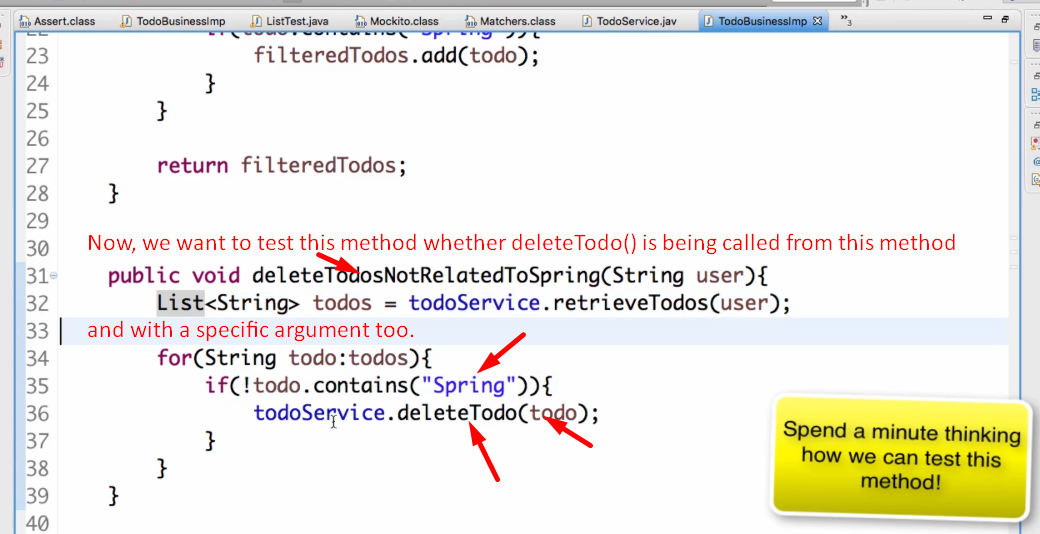 Assert.class TodoBusinessImp ListTest.java Mockito.class Matchers.class TodoService.jav TodoBusinessImp »3
22 if(todo.contains("Spring")){
23 filteredTodos.add(todo);
24 }
25 }
26
27 return filteredTodos;
28 }
29
30 Now, we want to test this method whether deleteTodo() is being called from this method
31 public void deleteTodosNotRelatedToSpring(String user){
32 List<String> todos = todoService.retrieveTodos(user);
33 and with a specific argument too.
34 for(String todo:todos){
35 if(!todo.contains("Spring")){
36 todoService.deleteTodo(todo);
37 }
38 }
39 }
40
Spend a minute thinking
how we can test this
method!